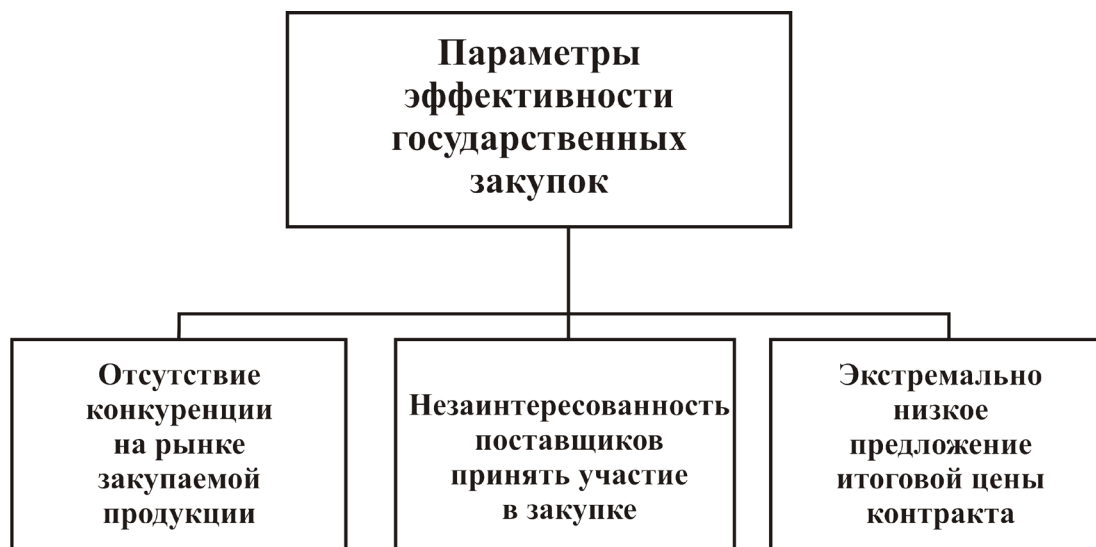 Параметры
эффективности
государственных
закупок
Отсутствие
конкуренции
на рынке
закупаемой
продукции
Незаинтересованность
поставщиков
принять участие
в закупке
Экстремально
низкое
предложение
итоговой цены
контракта